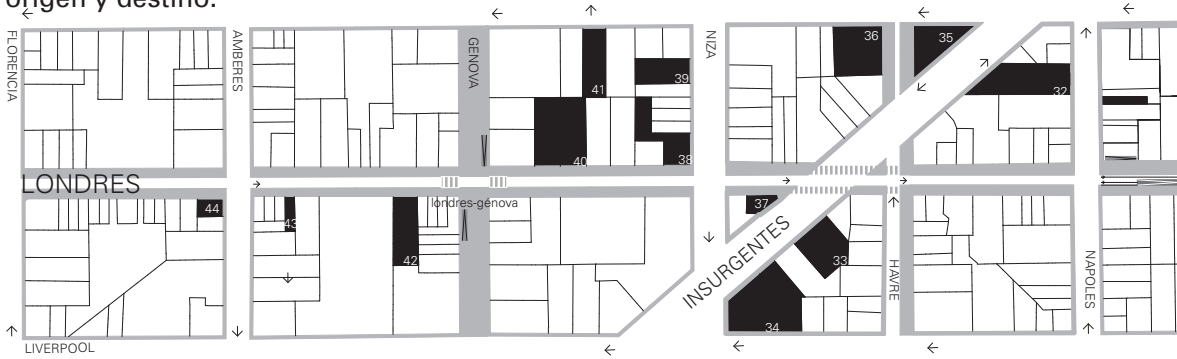 origen y destino.
FLORENCIA
AMBERES
GENOVA
NIZA
36
35
41
39
32
40
38
LONDRES
44
43
42
londres-génova
37
INSURGENTES
33
HAVRE
NAPOLES
34
LIVERPOOL